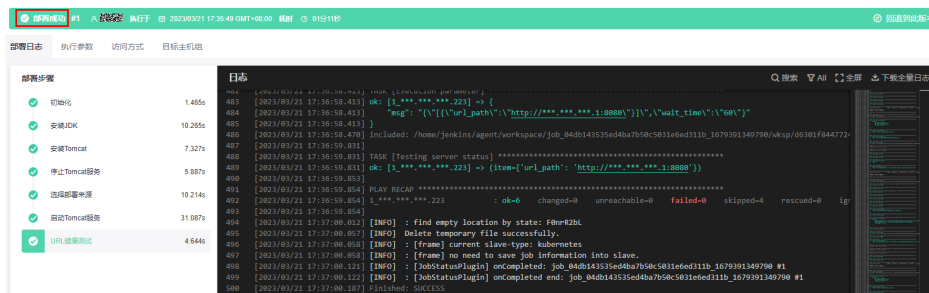 部署成功 #1 执行于 2023/03/21 17:35:49 GMT+08:00 耗时 01分11秒 回退到此版本
部署日志 执行参数 访问方式 目标主机组
部署步骤
初始化 1.465s
安装JDK 10.265s
安装Tomcat 7.327s
停止Tomcat服务 5.887s
选择部署来源 10.214s
启动Tomcat服务 31.087s
URL健康测试 4.644s
日志 搜索 All 全屏 下载全量日志
482 [2023/03/21 17:36:58.413] TASK [Execution parameter]
483 [2023/03/21 17:36:58.413] ok: [1_***.***.***.223] => {
484 [2023/03/21 17:36:58.413] "msg": "{\"[{\"url_path\":\"http://***.***.***.1:8080\"}]\",\"wait_time\":\"60\"}"
485 [2023/03/21 17:36:58.413] }
486 [2023/03/21 17:36:58.470] included: /home/jenkins/agent/workspace/job_04db143535ed4ba7b50c5031e6ed311b_1679391349790/wksp/d6301f8444772
487 [2023/03/21 17:36:59.831]
488 [2023/03/21 17:36:59.831] TASK [Testing server status] **************************************************
489 [2023/03/21 17:36:59.831] ok: [1_***.***.***.223] => (item={'url_path': 'http://***.***.***.1:8080'})
490 [2023/03/21 17:36:59.853]
491 [2023/03/21 17:36:59.854] PLAY RECAP *********************************************************************
492 [2023/03/21 17:36:59.854] 1_***.***.***.223 : ok=6 changed=0 unreachable=0 failed=0 skipped=4 rescued=0 ign
493 [2023/03/21 17:36:59.854]
494 [2023/03/21 17:37:00.012] [INFO] : find empty location by state: F0nrR2bL
495 [2023/03/21 17:37:00.057] [INFO] Delete temporary file successfully.
496 [2023/03/21 17:37:00.058] [INFO] : [frame] current slave-type: kubernetes
497 [2023/03/21 17:37:00.058] [INFO] : [frame] no need to save job information into slave.
498 [2023/03/21 17:37:00.121] [INFO] : [JobStatusPlugin] onCompleted: job_04db143535ed4ba7b50c5031e6ed311b_1679391349790 #1
499 [2023/03/21 17:37:00.122] [INFO] : [JobStatusPlugin] onCompleted end: job_04db143535ed4ba7b50c5031e6ed311b_1679391349790 #1
500 [2023/03/21 17:37:00.187] Finished: SUCCESS